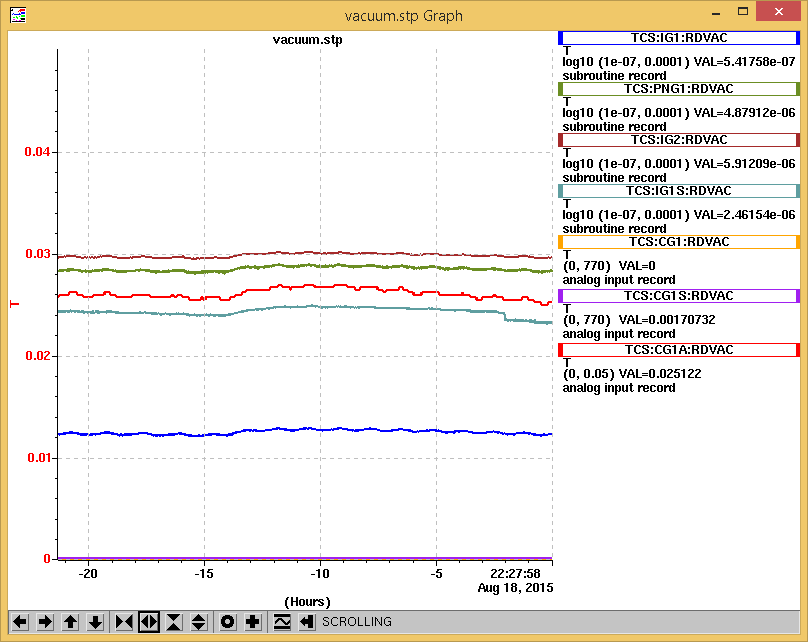 vacuum.stp Graph
vacuum.stp
0.04
0.03
T
0.02
0.01
0
-20
-15
-10
-5
22:27:58
Aug 18, 2015
(Hours)
TCS:IG1:RDVAC
T
log10 (1e-07, 0.0001) VAL=5.41758e-07
subroutine record
TCS:PNG1:RDVAC
T
log10 (1e-07, 0.0001) VAL=4.87912e-06
subroutine record
TCS:IG2:RDVAC
T
log10 (1e-07, 0.0001) VAL=5.91209e-06
subroutine record
TCS:IG1S:RDVAC
T
log10 (1e-07, 0.0001) VAL=2.46154e-06
subroutine record
TCS:CG1:RDVAC
T
(0, 770) VAL=0
analog input record
TCS:CG1S:RDVAC
T
(0, 770) VAL=0.00170732
analog input record
TCS:CG1A:RDVAC
T
(0, 0.05) VAL=0.025122
analog input record
SCROLLING